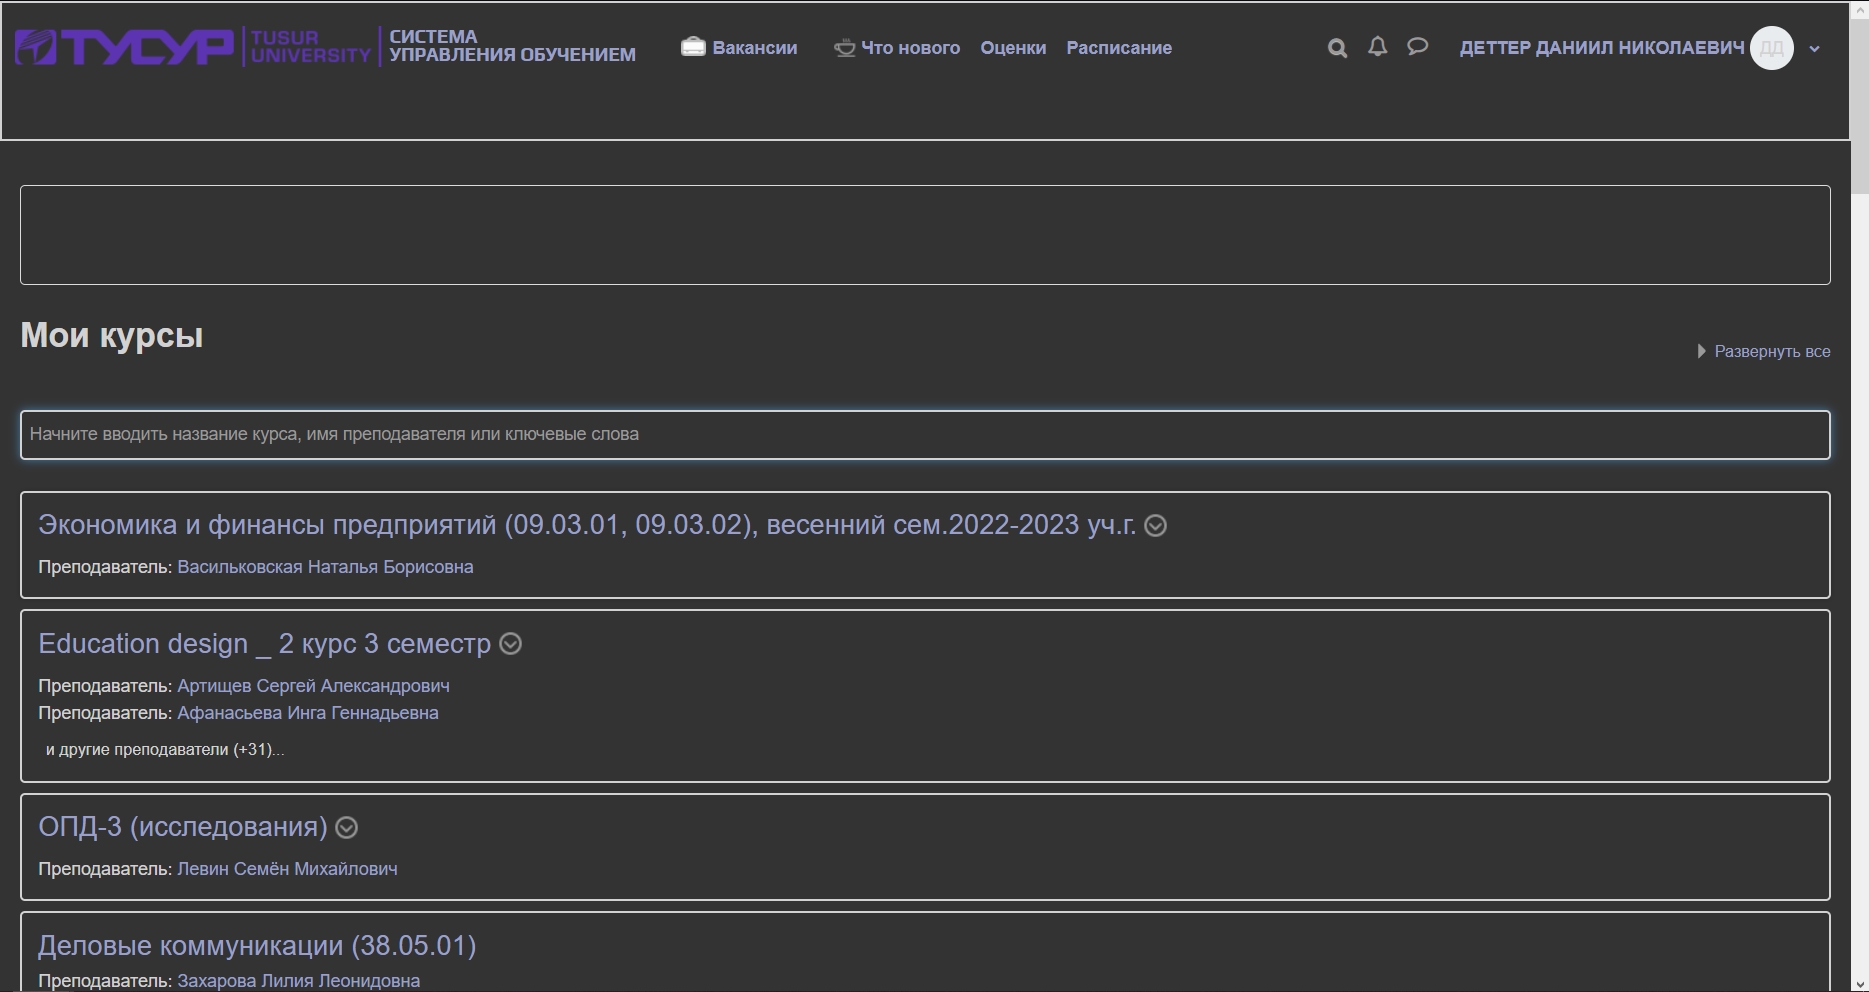 ТУСУР
TUSUR UNIVERSITY
СИСТЕМА УПРАВЛЕНИЯ ОБУЧЕНИЕМ
Вакансии
Что нового
Оценки
Расписание
ДЕТТЕР ДАНИИЛ НИКОЛАЕВИЧ
ДД
Мои курсы
Развернуть все
Начните вводить название курса, имя преподавателя или ключевые слова
Экономика и финансы предприятий (09.03.01, 09.03.02), весенний сем.2022-2023 уч.г.
Преподаватель: Васильковская Наталья Борисовна
Education design _ 2 курс 3 семестр
Преподаватель: Артищев Сергей Александрович
Преподаватель: Афанасьева Инга Геннадьевна
и другие преподаватели (+31)...
ОПД-3 (исследования)
Преподаватель: Левин Семён Михайлович
Деловые коммуникации (38.05.01)
Преподаватель: Захарова Лилия Леонидовна